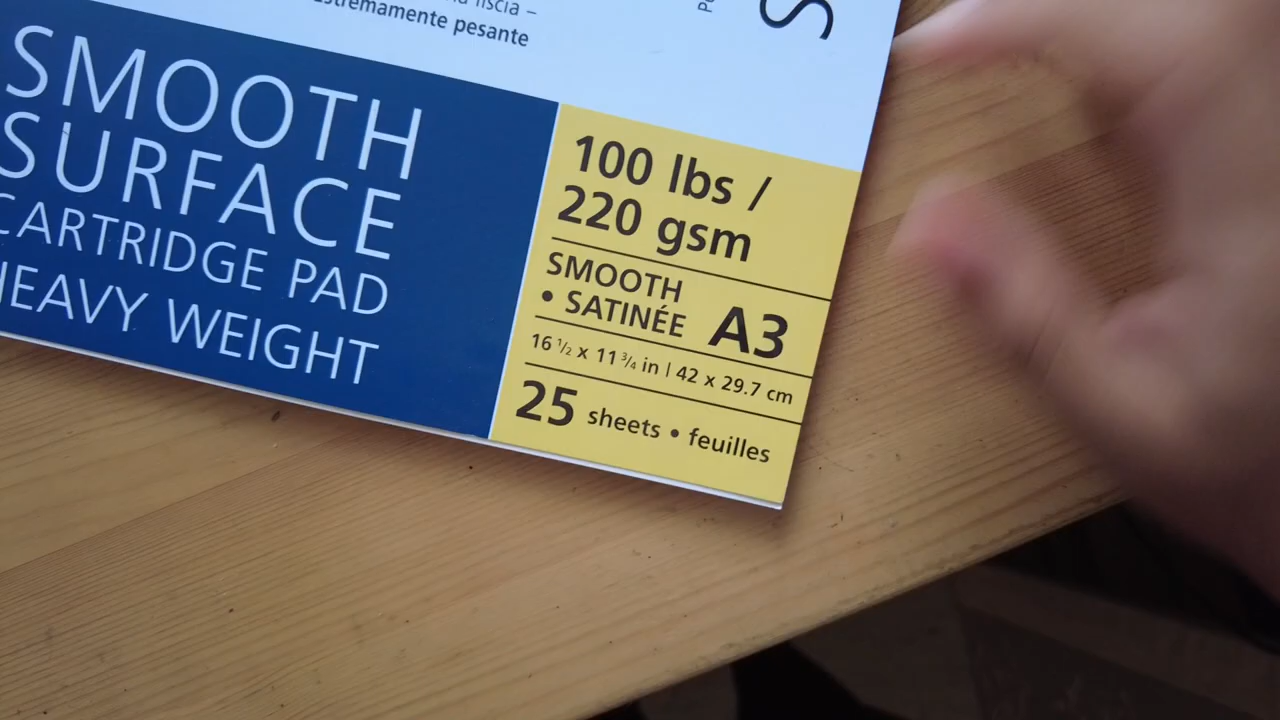 fiscia –
Estremamente pesante
S
SMOOTH
SURFACE
CARTRIDGE PAD
HEAVY WEIGHT
100 lbs /
220 gsm
SMOOTH
• SATINÉE
A3
16 1/2 x 11 3/4 in | 42 x 29.7 cm
25 sheets • feuilles